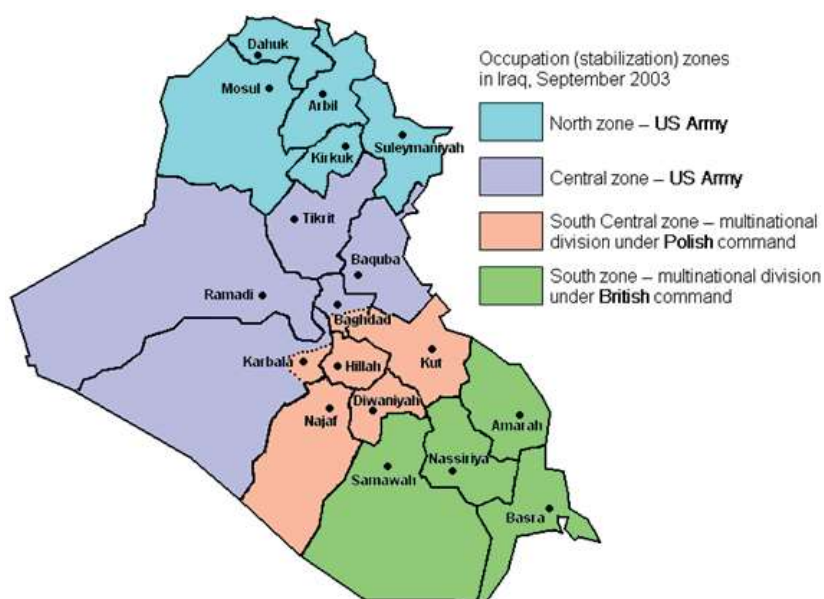 Dahuk
Mosul
Arbil
Kirkuk
Suleymaniyah
Tikrit
Baquba
Ramadi
Baghdad
Karbala
Hillah
Kut
Najaf
Diwaniyah
Amarah
Nassiriya
Samawah
Basra
Occupation (stabilization) zones
in Iraq, September 2003
North zone – US Army
Central zone – US Army
South Central zone – multinational
division under Polish command
South zone – multinational division
under British command